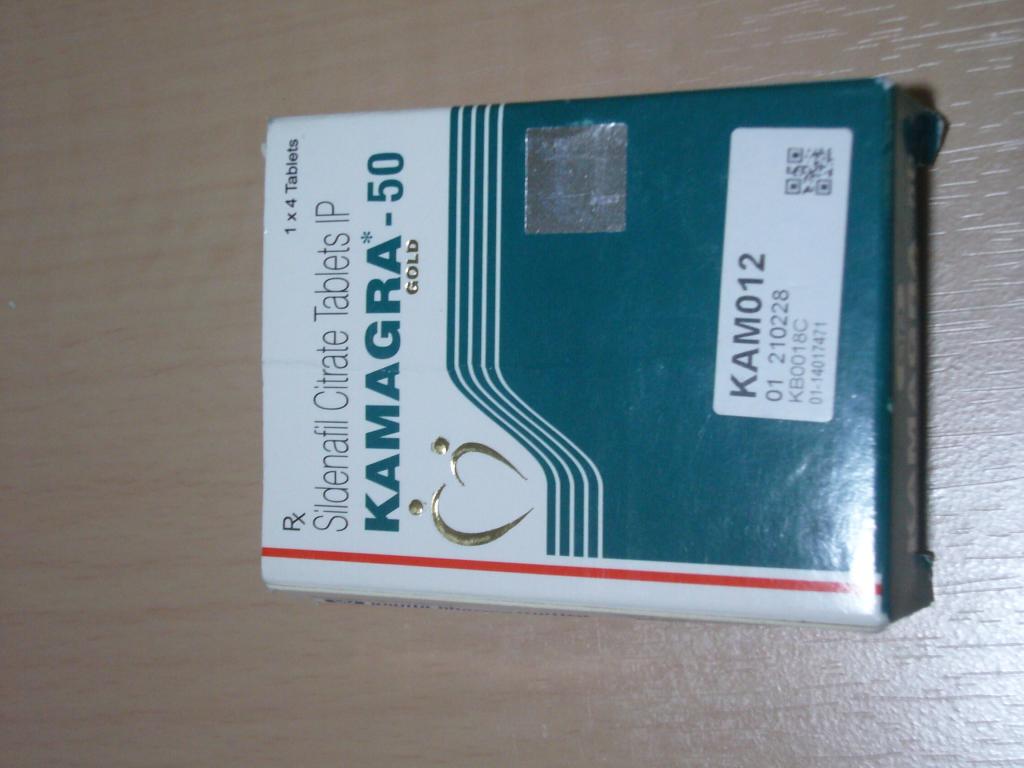 Rx
1 x 4 Tablets
Sildenafil Citrate Tablets IP
KAMAGRA* - 50
GOLD
KAM012
01 210228
KB0018C
01-14017471